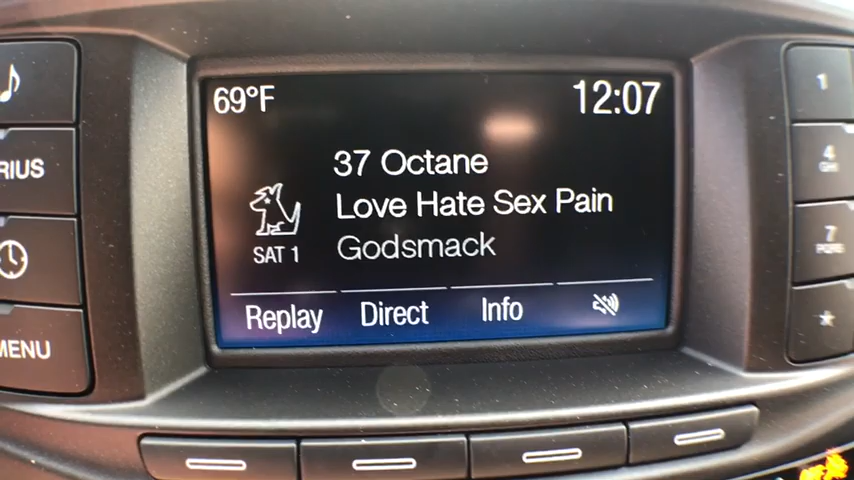 69°F
12:07
37 Octane
Love Hate Sex Pain
SAT 1
Godsmack
Replay
Direct
Info
RIUS
MENU
1
4
GHI
7
PQRS
*